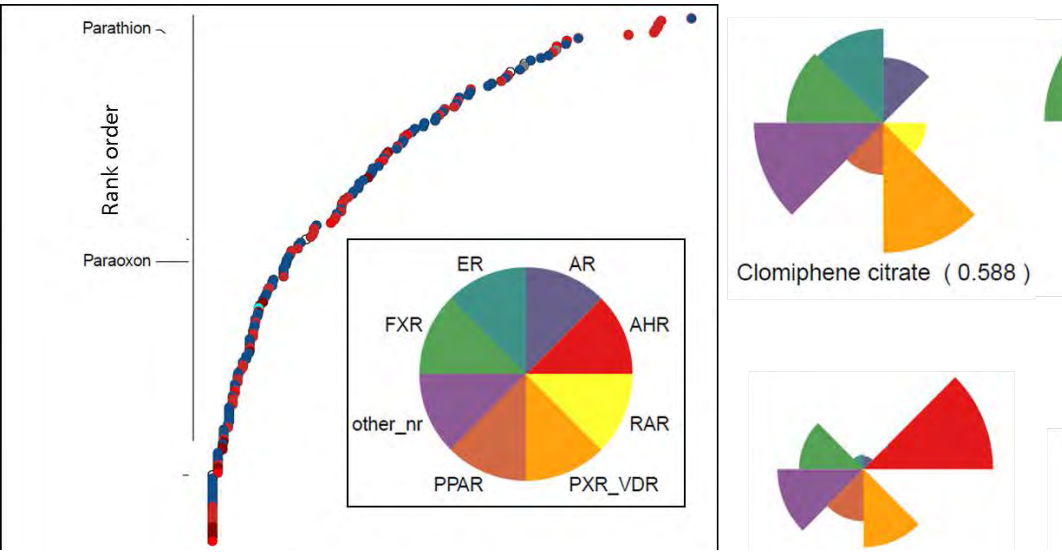 Parathion
Rank order
Paraoxon
ER
AR
FXR
AHR
other_nr
RAR
PPAR
PXR_VDR
Clomiphene citrate ( 0.588 )